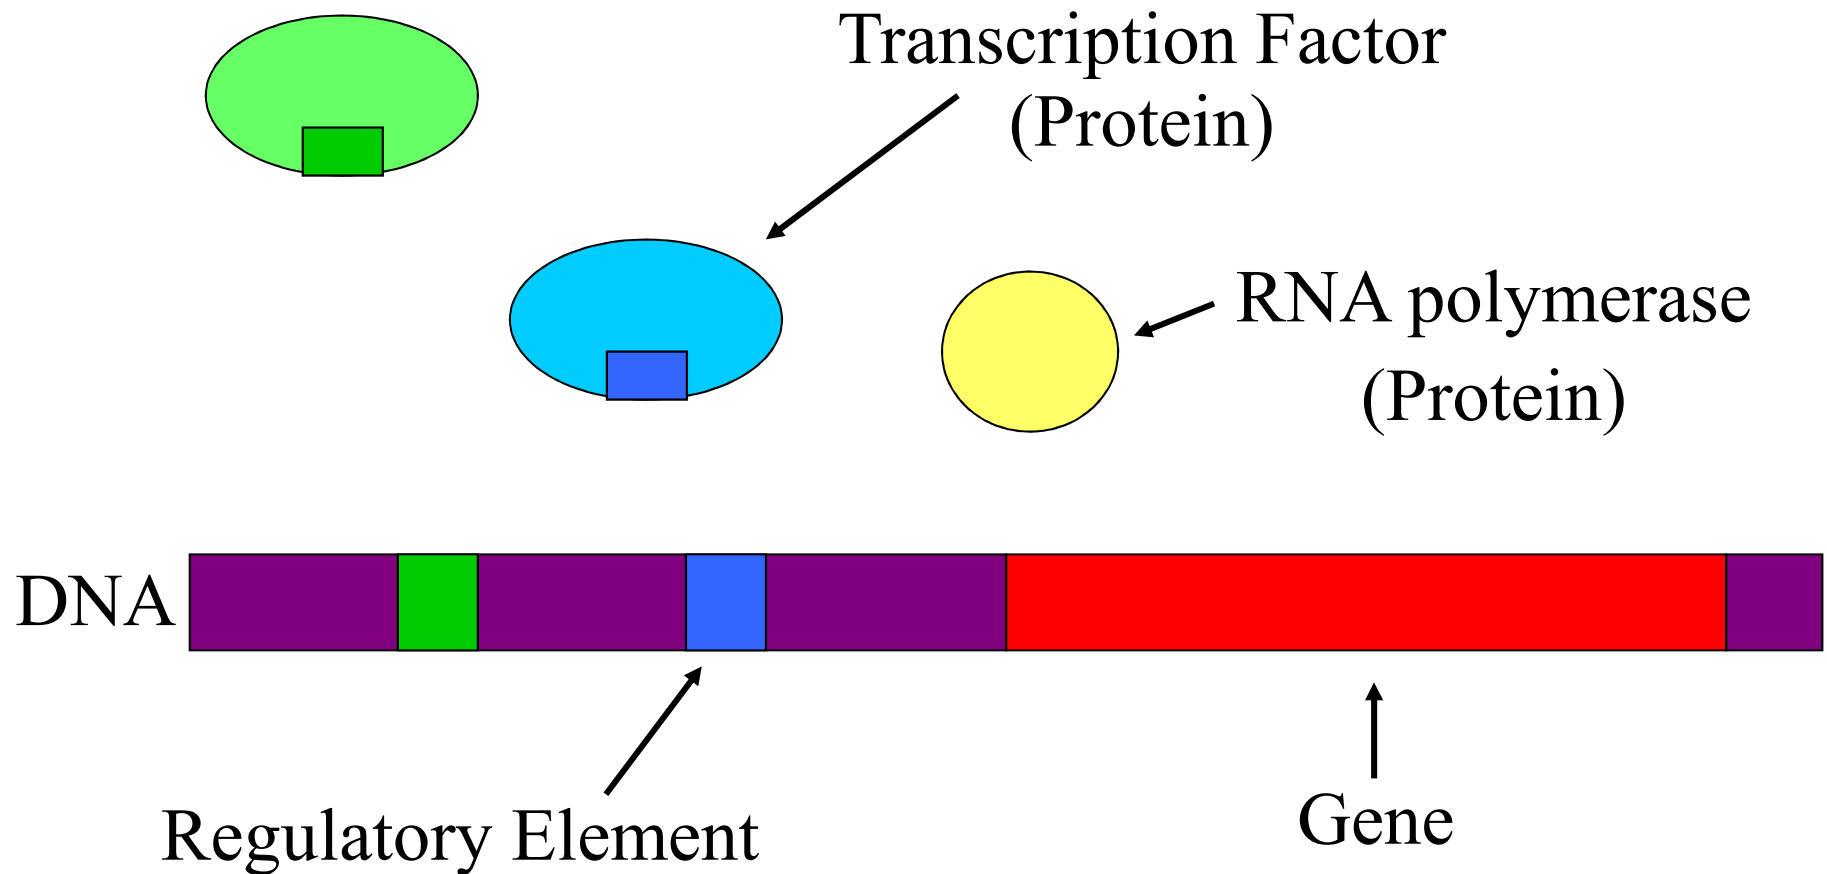 Transcription Factor
(Protein)
RNA polymerase
(Protein)
DNA
Regulatory Element
Gene